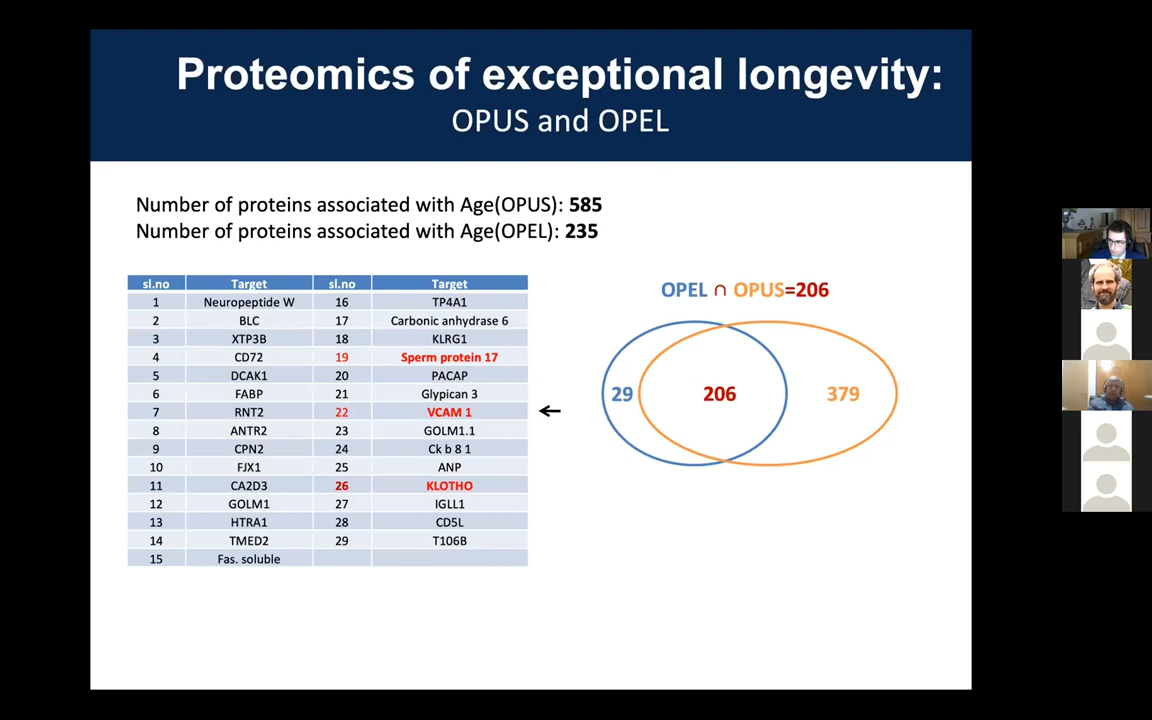 Proteomics of exceptional longevity:
OPUS and OPEL
Number of proteins associated with Age(OPUS): 585
Number of proteins associated with Age(OPEL): 235
sl.no Target sl.no Target
1 Neuropeptide W 16 TP4A1
2 BLC 17 Carbonic anhydrase 6
3 XTP3B 18 KLRG1
4 CD72 19 Sperm protein 17
5 DCAK1 20 PACAP
6 FABP 21 Glypican 3
7 RNT2 22 VCAM 1
8 ANTR2 23 GOLM1.1
9 CPN2 24 Ck b 8 1
10 FJX1 25 ANP
11 CA2D3 26 KLOTHO
12 GOLM1 27 IGLL1
13 HTRA1 28 CD5L
14 TMED2 29 T106B
15 Fas. soluble
OPEL ∩ OPUS=206
29 206 379